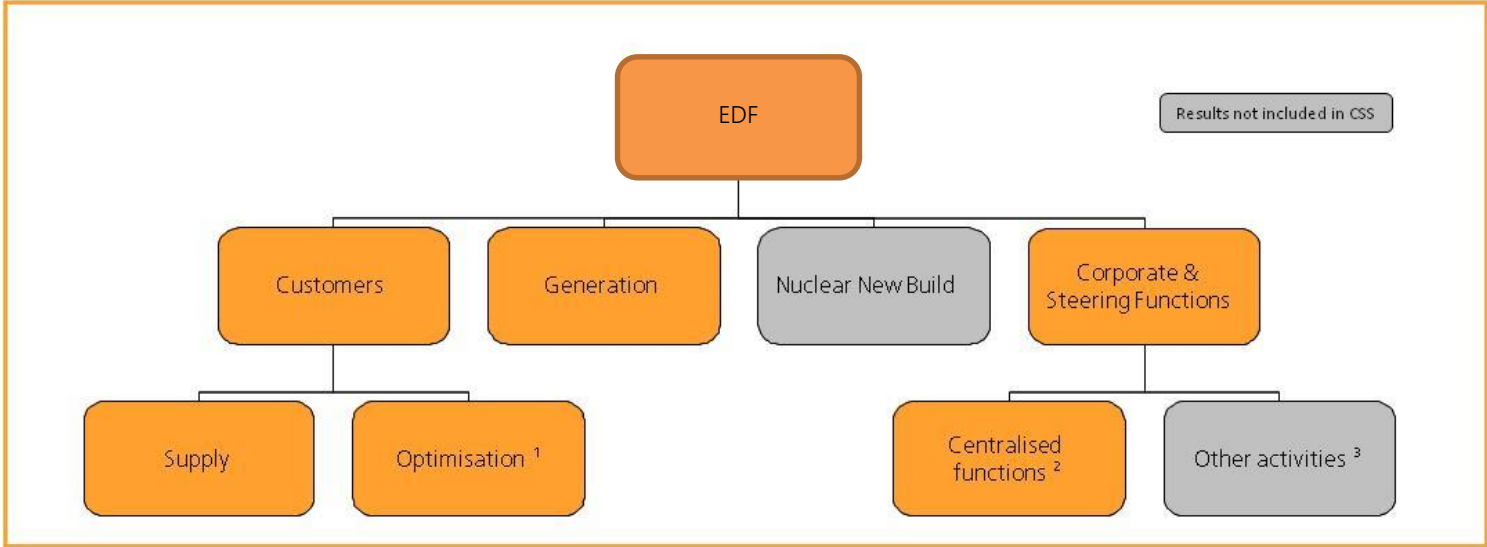 EDF
Results not included in CSS
Customers
Generation
Nuclear New Build
Corporate &
Steering Functions
Supply
Optimisation ¹
Centralised
functions ²
Other activities ³